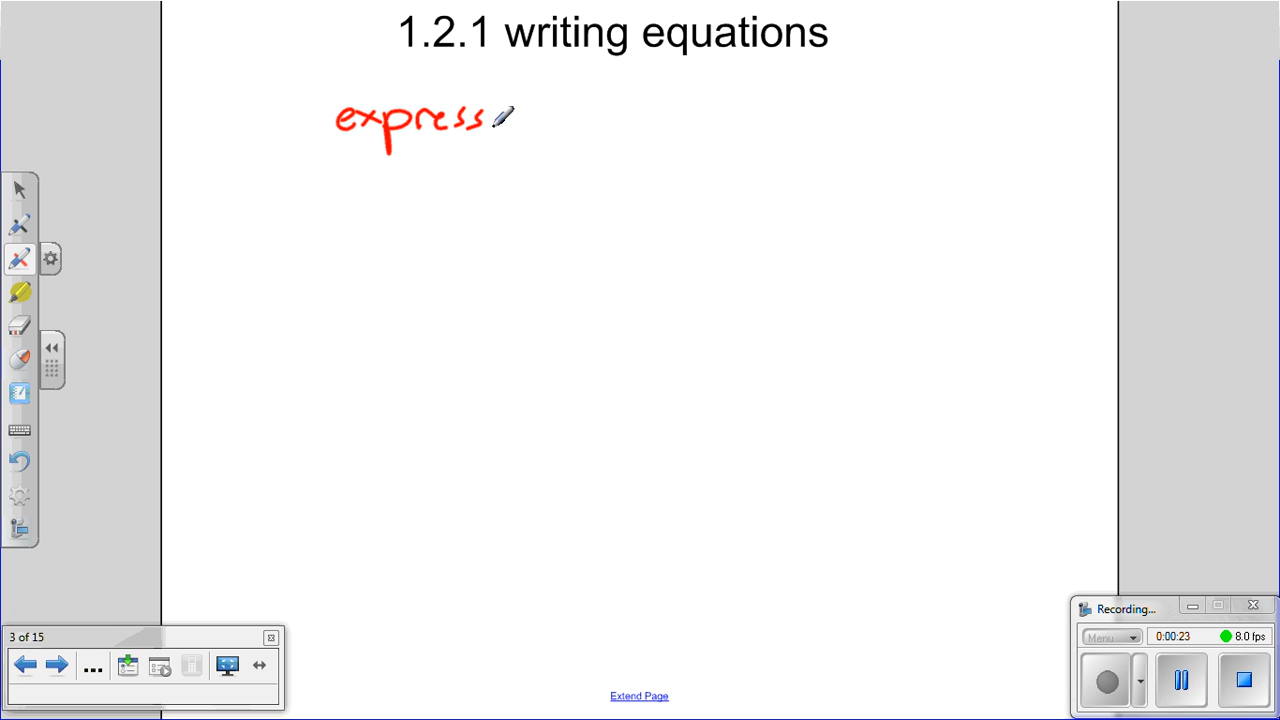 1.2.1 writing equations
express
Recording...
Menu
0:00:23
8.0 fps
3 of 15
Extend Page